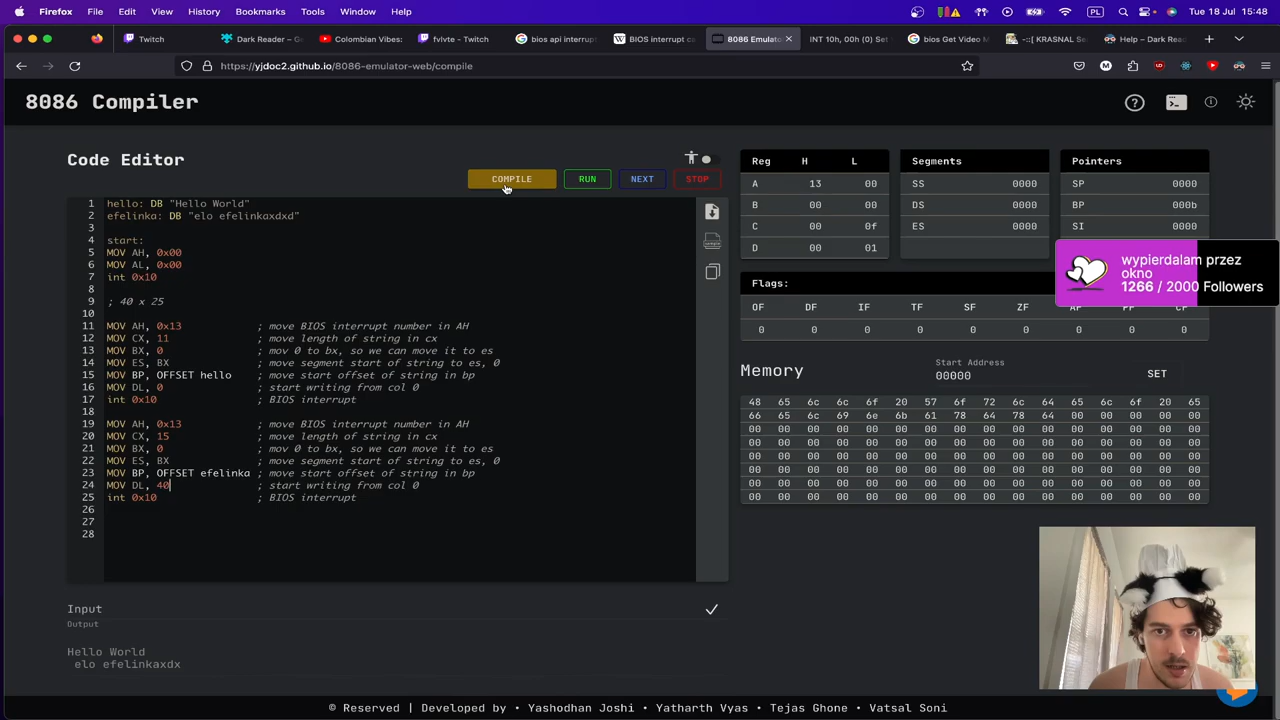 Firefox File Edit View History Bookmarks Tools Window Help PL Tue 18 Jul 15:48
Twitch Dark Reader — Colombian Vibes: fvlvte - Twitch bios api interrupt BIOS interrupt ca 8086 Emulato INT 10h, 00h (0) Set bios Get Video M -:[ KRASNAL Se Help – Dark Rea
https://yjdoc2.github.io/8086-emulator-web/compile
8086 Compiler
Code Editor
COMPILE RUN NEXT STOP
1 hello: DB "Hello World"
2 efelinka: DB "elo efelinkaxdxd"
3
4 start:
5 MOV AH, 0x00
6 MOV AL, 0x00
7 int 0x10
8
9 ; 40 x 25
10
11 MOV AH, 0x13 ; move BIOS interrupt number in AH
12 MOV CX, 11 ; move length of string in cx
13 MOV BX, 0 ; mov 0 to bx, so we can move it to es
14 MOV ES, BX ; move segment start of string to es, 0
15 MOV BP, OFFSET hello ; move start offset of string in bp
16 MOV DL, 0 ; start writing from col 0
17 int 0x10 ; BIOS interrupt
18
19 MOV AH, 0x13 ; move BIOS interrupt number in AH
20 MOV CX, 15 ; move length of string in cx
21 MOV BX, 0 ; mov 0 to bx, so we can move it to es
22 MOV ES, BX ; move segment start of string to es, 0
23 MOV BP, OFFSET efelinka ; move start offset of string in bp
24 MOV DL, 40 ; start writing from col 0
25 int 0x10 ; BIOS interrupt
26
27
28
Input
Output
Hello World
elo efelinkaxdx
Reg H L
A 13 00
B 00 00
C 00 0f
D 00 01
Segments
SS 0000
DS 0000
ES 0000
Pointers
SP 0000
BP 000b
SI 0000
wypierdalam przez
okno
1266 / 2000 Followers
Flags:
OF DF IF TF SF ZF AF PF CF
0 0 0 0 0 0 0 0 0
Memory
Start Address
00000
SET
48 65 6c 6c 6f 20 57 6f 72 6c 64 65 6c 6f 20 65
66 65 6c 69 6e 6b 61 78 64 78 64 00 00 00 00 00
00 00 00 00 00 00 00 00 00 00 00 00 00 00 00 00
00 00 00 00 00 00 00 00 00 00 00 00 00 00 00 00
00 00 00 00 00 00 00 00 00 00 00 00 00 00 00 00
00 00 00 00 00 00 00 00 00 00 00 00 00 00 00 00
00 00 00 00 00 00 00 00 00 00 00 00 00 00 00 00
00 00 00 00 00 00 00 00 00 00 00 00 00 00 00 00
© Reserved | Developed by • Yashodhan Joshi • Yatharth Vyas • Tejas Ghone • Vatsal Soni